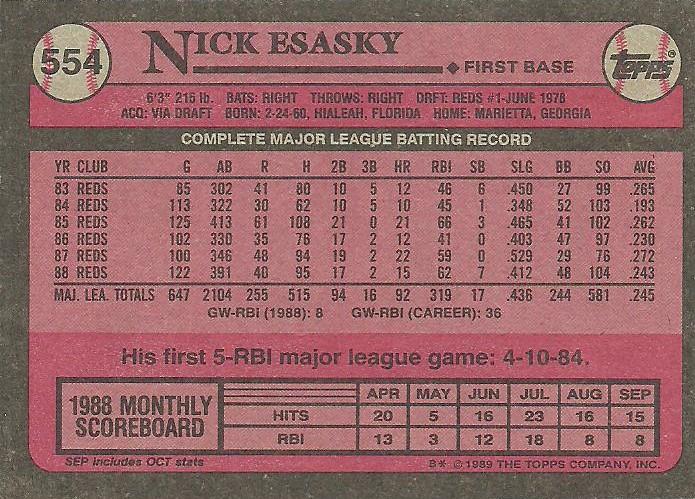 554 NICK ESASKY ◆ FIRST BASE Topps®
6'3" 215 lb. BATS: RIGHT THROWS: RIGHT DRFT: REDS #1-JUNE 1978
ACQ: VIA DRAFT BORN: 2-24-60, HIALEAH, FLORIDA HOME: MARIETTA, GEORGIA
COMPLETE MAJOR LEAGUE BATTING RECORD
YR CLUB G AB R H 2B 3B HR RBI SB SLG BB SO AVG
83 REDS 85 302 41 80 10 5 12 46 6 .450 27 99 .265
84 REDS 113 322 30 62 10 5 10 45 1 .348 52 103 .193
85 REDS 125 413 61 108 21 0 21 66 3 .465 41 102 .262
86 REDS 102 330 35 76 17 2 12 41 0 .403 47 97 .230
87 REDS 100 346 48 94 19 2 22 59 0 .529 29 76 .272
88 REDS 122 391 40 95 17 2 15 62 7 .412 48 104 .243
MAJ. LEA. TOTALS 647 2104 255 515 94 16 92 319 17 .436 244 581 .245
GW-RBI (1988): 8 GW-RBI (CAREER): 36
His first 5-RBI major league game: 4-10-84.
1988 MONTHLY SCOREBOARD
APR MAY JUN JUL AUG SEP
HITS 20 5 16 23 16 15
RBI 13 3 12 18 8 8
SEP includes OCT stats B* © 1989 THE TOPPS COMPANY, INC.